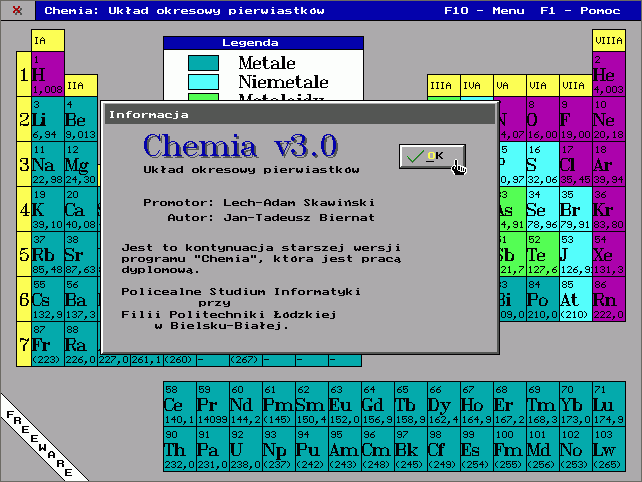 Chemia: Układ okresowy pierwiastków F10 - Menu F1 - Pomoc
IA VIIIA
Legenda
Metale
Niemetale
IIA IIIA IVA VA VIA VIIA
1 2 3 4 5 6 7
1 H 1,008
2 He 4,003
3 Li 6,94
4 Be 9,013
8 O 16,00
9 F 19,00
10 Ne 20,18
11 Na 22,98
12 Mg 24,30
16 S 32,06
17 Cl 35,45
18 Ar 39,94
19 K 39,10
20 Ca 40,08
34 Se 78,96
35 Br 79,91
36 Kr 83,80
37 Rb 85,48
38 Sr 87,63
52 Te 127,6
53 J 126,9
54 Xe 131,3
55 Cs 132,9
56 Ba 137,3
84 Po 210,0
85 At (210)
86 Rn 222,0
87 Fr (223)
88 Ra 226,0
227,0 261,1 (260) - - (267) - - -
Informacja
Chemia v3.0
OK
Układ okresowy pierwiastków
Promotor: Lech-Adam Skawiński
Autor: Jan-Tadeusz Biernat
Jest to kontynuacja starszej wersji
programu "Chemia", która jest pracą
dyplomową.
Policealne Studium Informatyki
przy
Filii Politechniki Łódzkiej
w Bielsku-Białej.
58 59 60 61 62 63 64 65 66 67 68 69 70 71
Ce Pr Nd Pm Sm Eu Gd Tb Dy Ho Er Tm Yb Lu
140,1 14099 144,2 (145) 150,4 152,0 156,9 158,9 162,4 164,9 167,2 168,3 173,0 174,9
90 91 92 93 94 95 96 97 98 99 100 101 102 103
Th Pa U Np Pu Am Cm Bk Cf Es Fm Md No Lw
232,0 231,0 238,0 (237) (242) (243) (248) (245) (249) (254) (255) (256) (253) (265)
FREEWARE